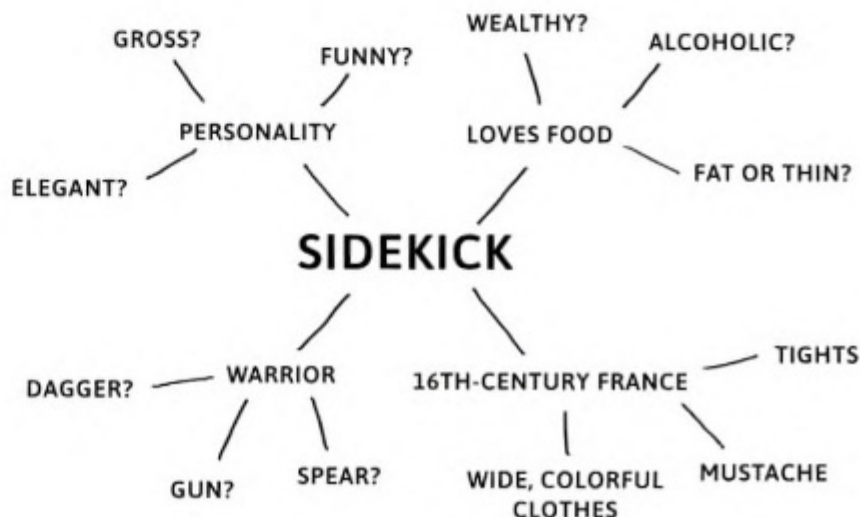 WEALTHY?
GROSS?
FUNNY?
ALCOHOLIC?
PERSONALITY
LOVES FOOD
ELEGANT?
FAT OR THIN?
SIDEKICK
DAGGER?
WARRIOR
16TH-CENTURY FRANCE
TIGHTS
GUN?
SPEAR?
WIDE, COLORFUL
CLOTHES
MUSTACHE